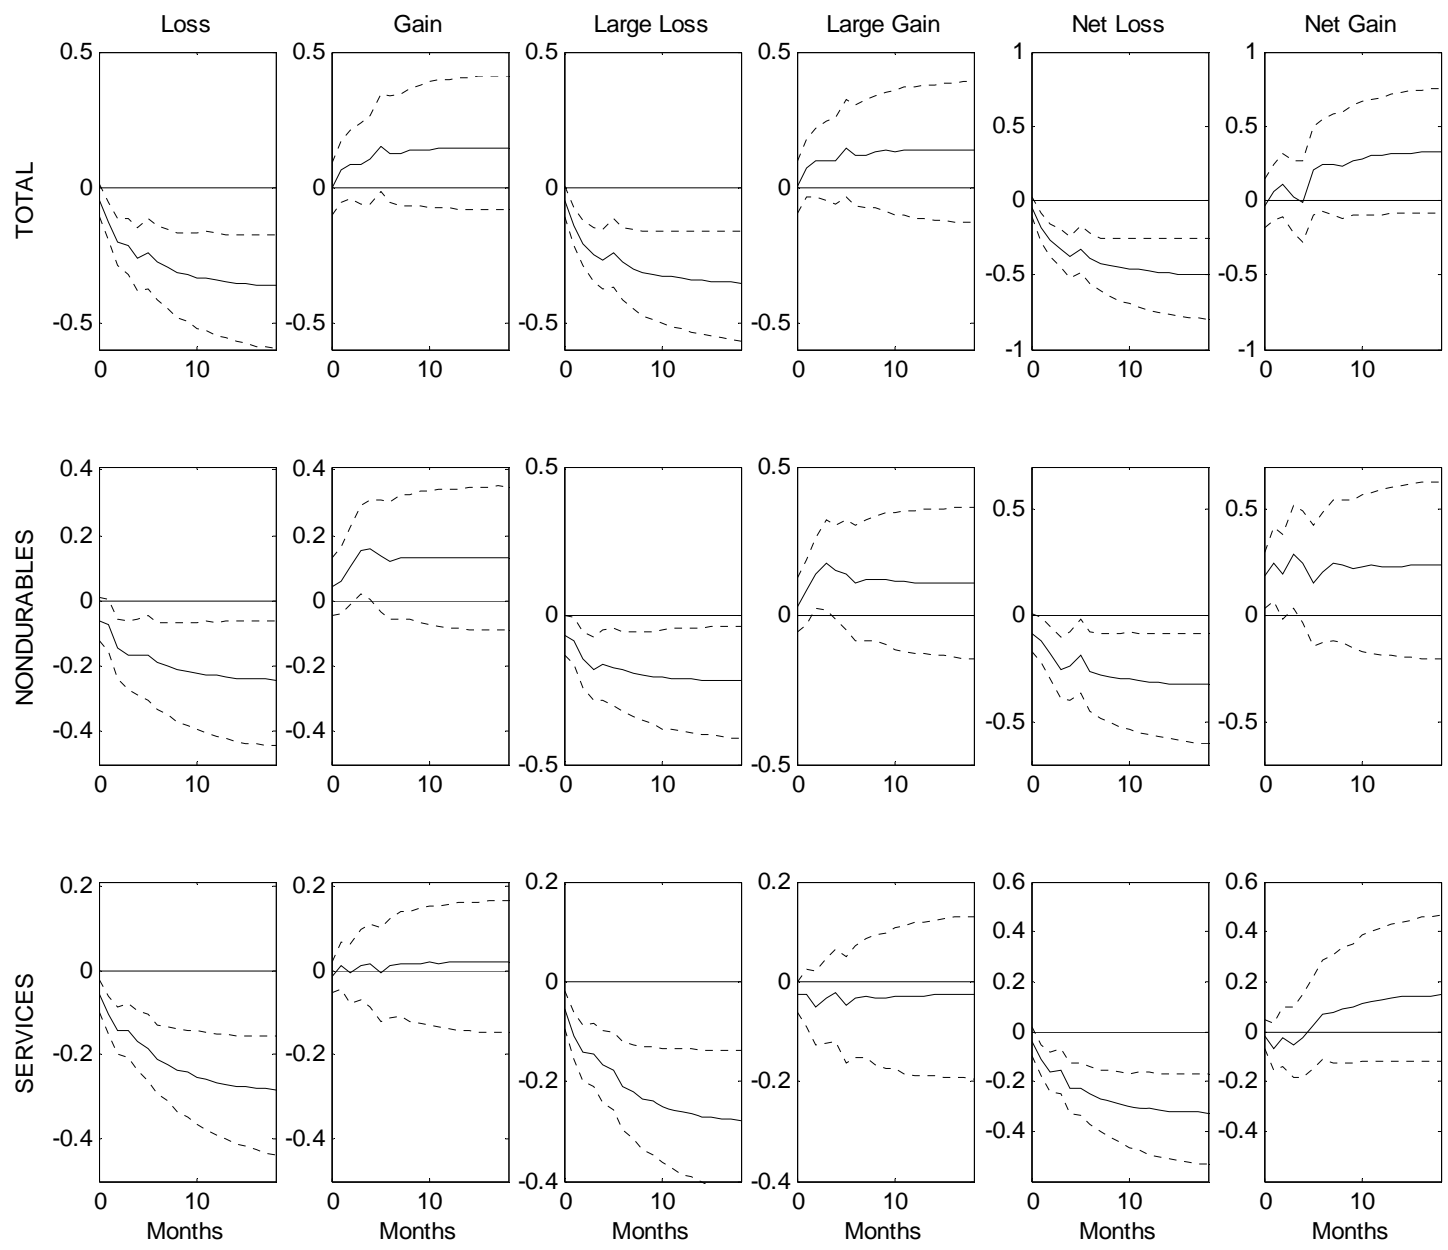 Loss Gain Large Loss Large Gain Net Loss Net Gain
TOTAL
0.5 0.5 0.5 0.5 1 1
0.5 0.5
0 0 0 0 0 0
-0.5 -0.5
-0.5 -0.5 -0.5 -0.5
-1 -1
0 10 0 10 0 10 0 10 0 10 0 10
NONDURABLES
0.4 0.4 0.5 0.5
0.5 0.5
0.2 0.2
0 0 0 0 0 0
-0.2 -0.2
-0.4 -0.4 -0.5 -0.5
-0.5 -0.5
0 10 0 10 0 10 0 10 0 10 0 10
SERVICES
0.2 0.2 0.2 0.2 0.6 0.6
0.4 0.4
0 0 0 0 0.2 0.2
0 0
-0.2 -0.2 -0.2 -0.2 -0.2 -0.2
-0.4 -0.4 -0.4 -0.4
-0.4 -0.4
0 10 0 10 0 10 0 10 0 10 0 10
Months Months Months Months Months Months